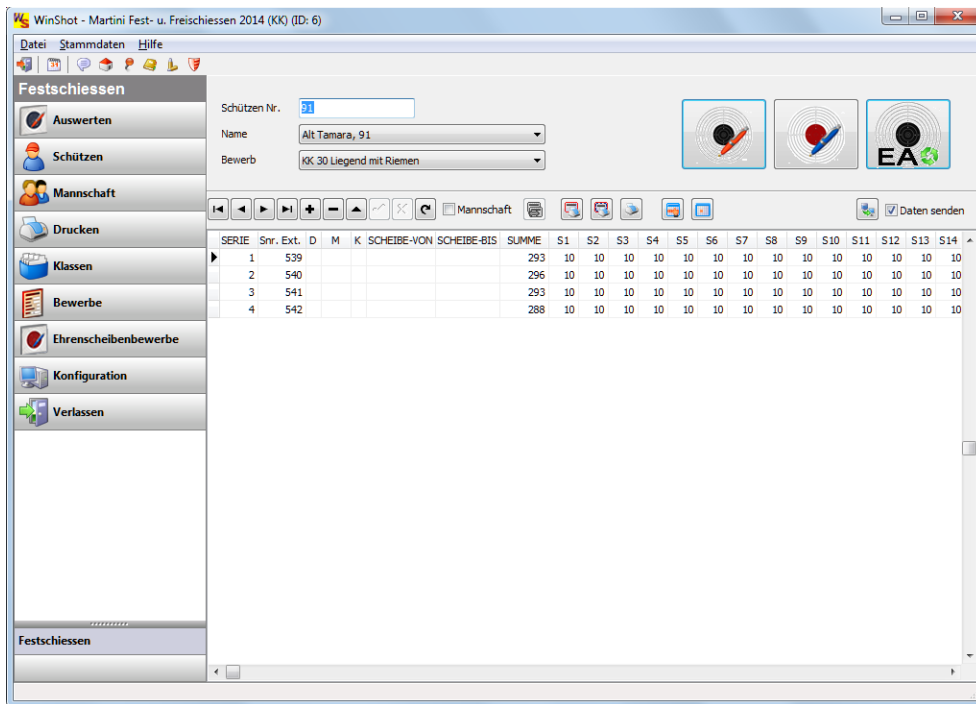 WinShot - Martini Fest- u. Freischiessen 2014 (KK) (ID: 6)
Datei Stammdaten Hilfe
Festschiessen
Auswerten
Schützen
Mannschaft
Drucken
Klassen
Bewerbe
Ehrenscheibenbewerbe
Konfiguration
Verlassen
Festschiessen
Schützen Nr. 91
Name Alt Tamara, 91
Bewerb KK 30 Liegend mit Riemen
EA
Mannschaft Daten senden
SERIE Snr. Ext. D M K SCHEIBE-VON SCHEIBE-BIS SUMME S1 S2 S3 S4 S5 S6 S7 S8 S9 S10 S11 S12 S13 S14
1 539 293 10 10 10 10 10 10 10 10 10 10 10 10 10 10
2 540 296 10 10 10 10 10 10 10 10 10 10 10 10 10 10
3 541 293 10 10 10 10 10 10 10 10 10 10 10 10 10 10
4 542 288 10 10 10 10 10 10 10 10 10 10 10 10 10 10